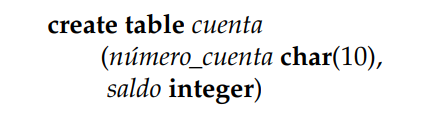 create table cuenta
(número_cuenta char(10),
saldo integer)